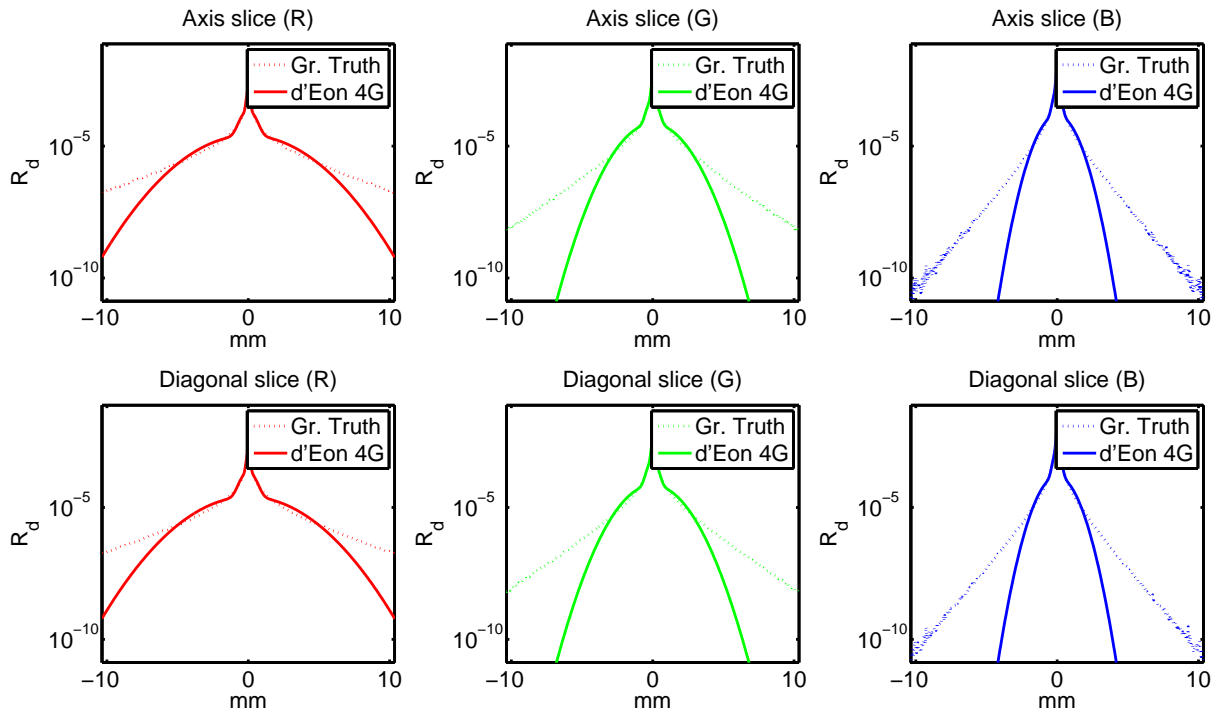 Axis slice (R)
Gr. Truth
d'Eon 4G
R_d
10^-5
10^-10
−10 0 10
mm
Axis slice (G)
Gr. Truth
d'Eon 4G
R_d
10^-5
10^-10
−10 0 10
mm
Axis slice (B)
Gr. Truth
d'Eon 4G
R_d
10^-5
10^-10
−10 0 10
mm
Diagonal slice (R)
Gr. Truth
d'Eon 4G
R_d
10^-5
10^-10
−10 0 10
mm
Diagonal slice (G)
Gr. Truth
d'Eon 4G
R_d
10^-5
10^-10
−10 0 10
mm
Diagonal slice (B)
Gr. Truth
d'Eon 4G
R_d
10^-5
10^-10
−10 0 10
mm